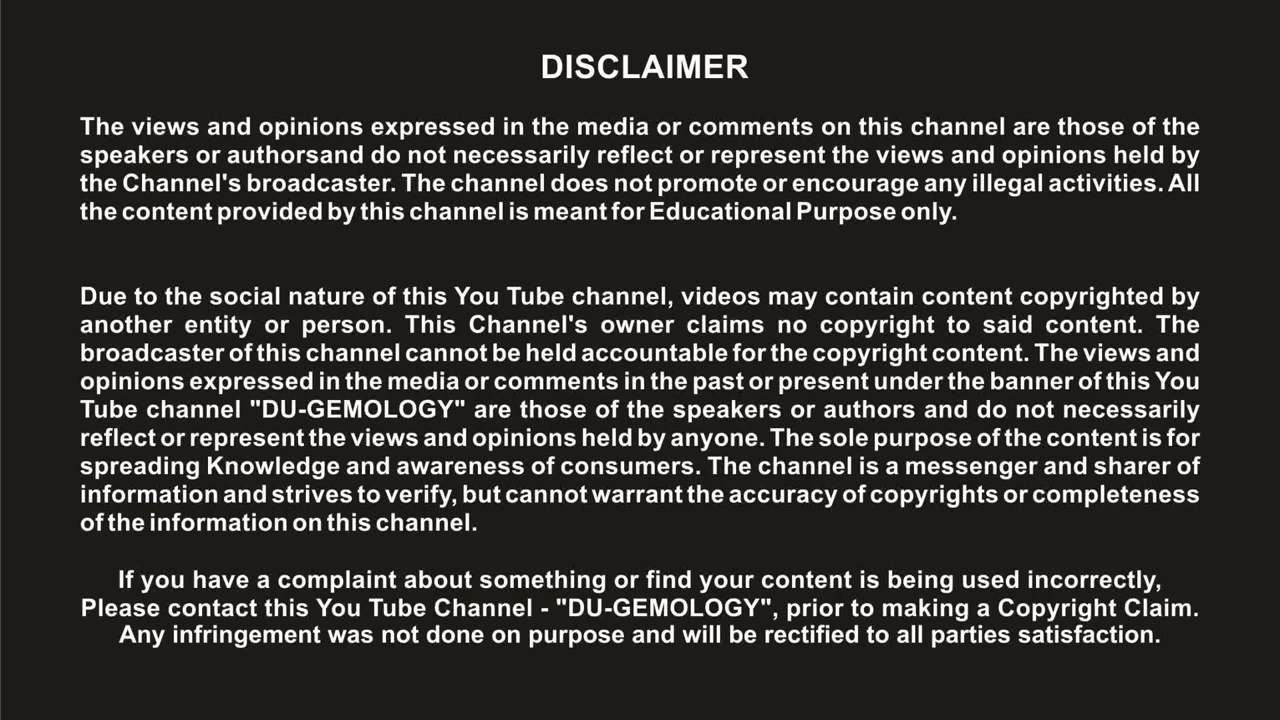 DISCLAIMER
The views and opinions expressed in the media or comments on this channel are those of the
speakers or authorsand do not necessarily reflect or represent the views and opinions held by
the Channel's broadcaster. The channel does not promote or encourage any illegal activities. All
the content provided by this channel is meant for Educational Purpose only.
Due to the social nature of this You Tube channel, videos may contain content copyrighted by
another entity or person. This Channel's owner claims no copyright to said content. The
broadcaster of this channel cannot be held accountable for the copyright content. The views and
opinions expressed in the media or comments in the past or present under the banner of this You
Tube channel "DU-GEMOLOGY" are those of the speakers or authors and do not necessarily
reflect or represent the views and opinions held by anyone. The sole purpose of the content is for
spreading Knowledge and awareness of consumers. The channel is a messenger and sharer of
information and strives to verify, but cannot warrant the accuracy of copyrights or completeness
of the information on this channel.
If you have a complaint about something or find your content is being used incorrectly,
Please contact this You Tube Channel - "DU-GEMOLOGY", prior to making a Copyright Claim.
Any infringement was not done on purpose and will be rectified to all parties satisfaction.